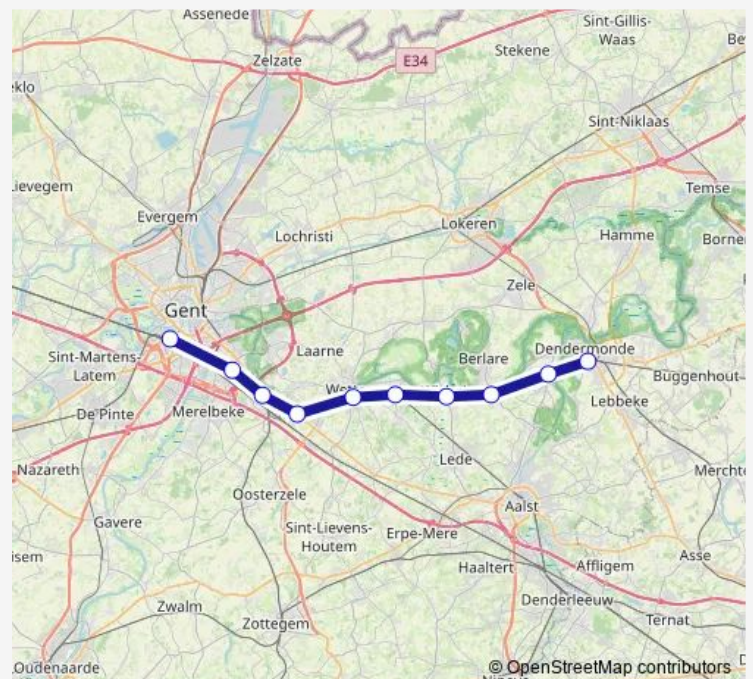 Assenede
Sint-Gillis-
Waas
Stekene
Zelzate
E34
eklo
Sint-Niklaas
ievegem
Temse
Evergem
Lokeren
Lochristi
Hamme
Borne
Zele
Gent
Laarne
Dendermonde
Sint-Martens-
Latem
Berlare
Buggenhout
Lebbeke
De Pinte
Merelbeke
Nazareth
Lede
Merchte
Oosterzele
Aalst
Gavere
Sint-Lievens-
Houtem
Erpe-Mere
isem
Asse
Haaltert
Affligem
Denderleeuw
Zwalm
Zottegem
Ternat
Oudenaarde
© OpenStreetMap contributors